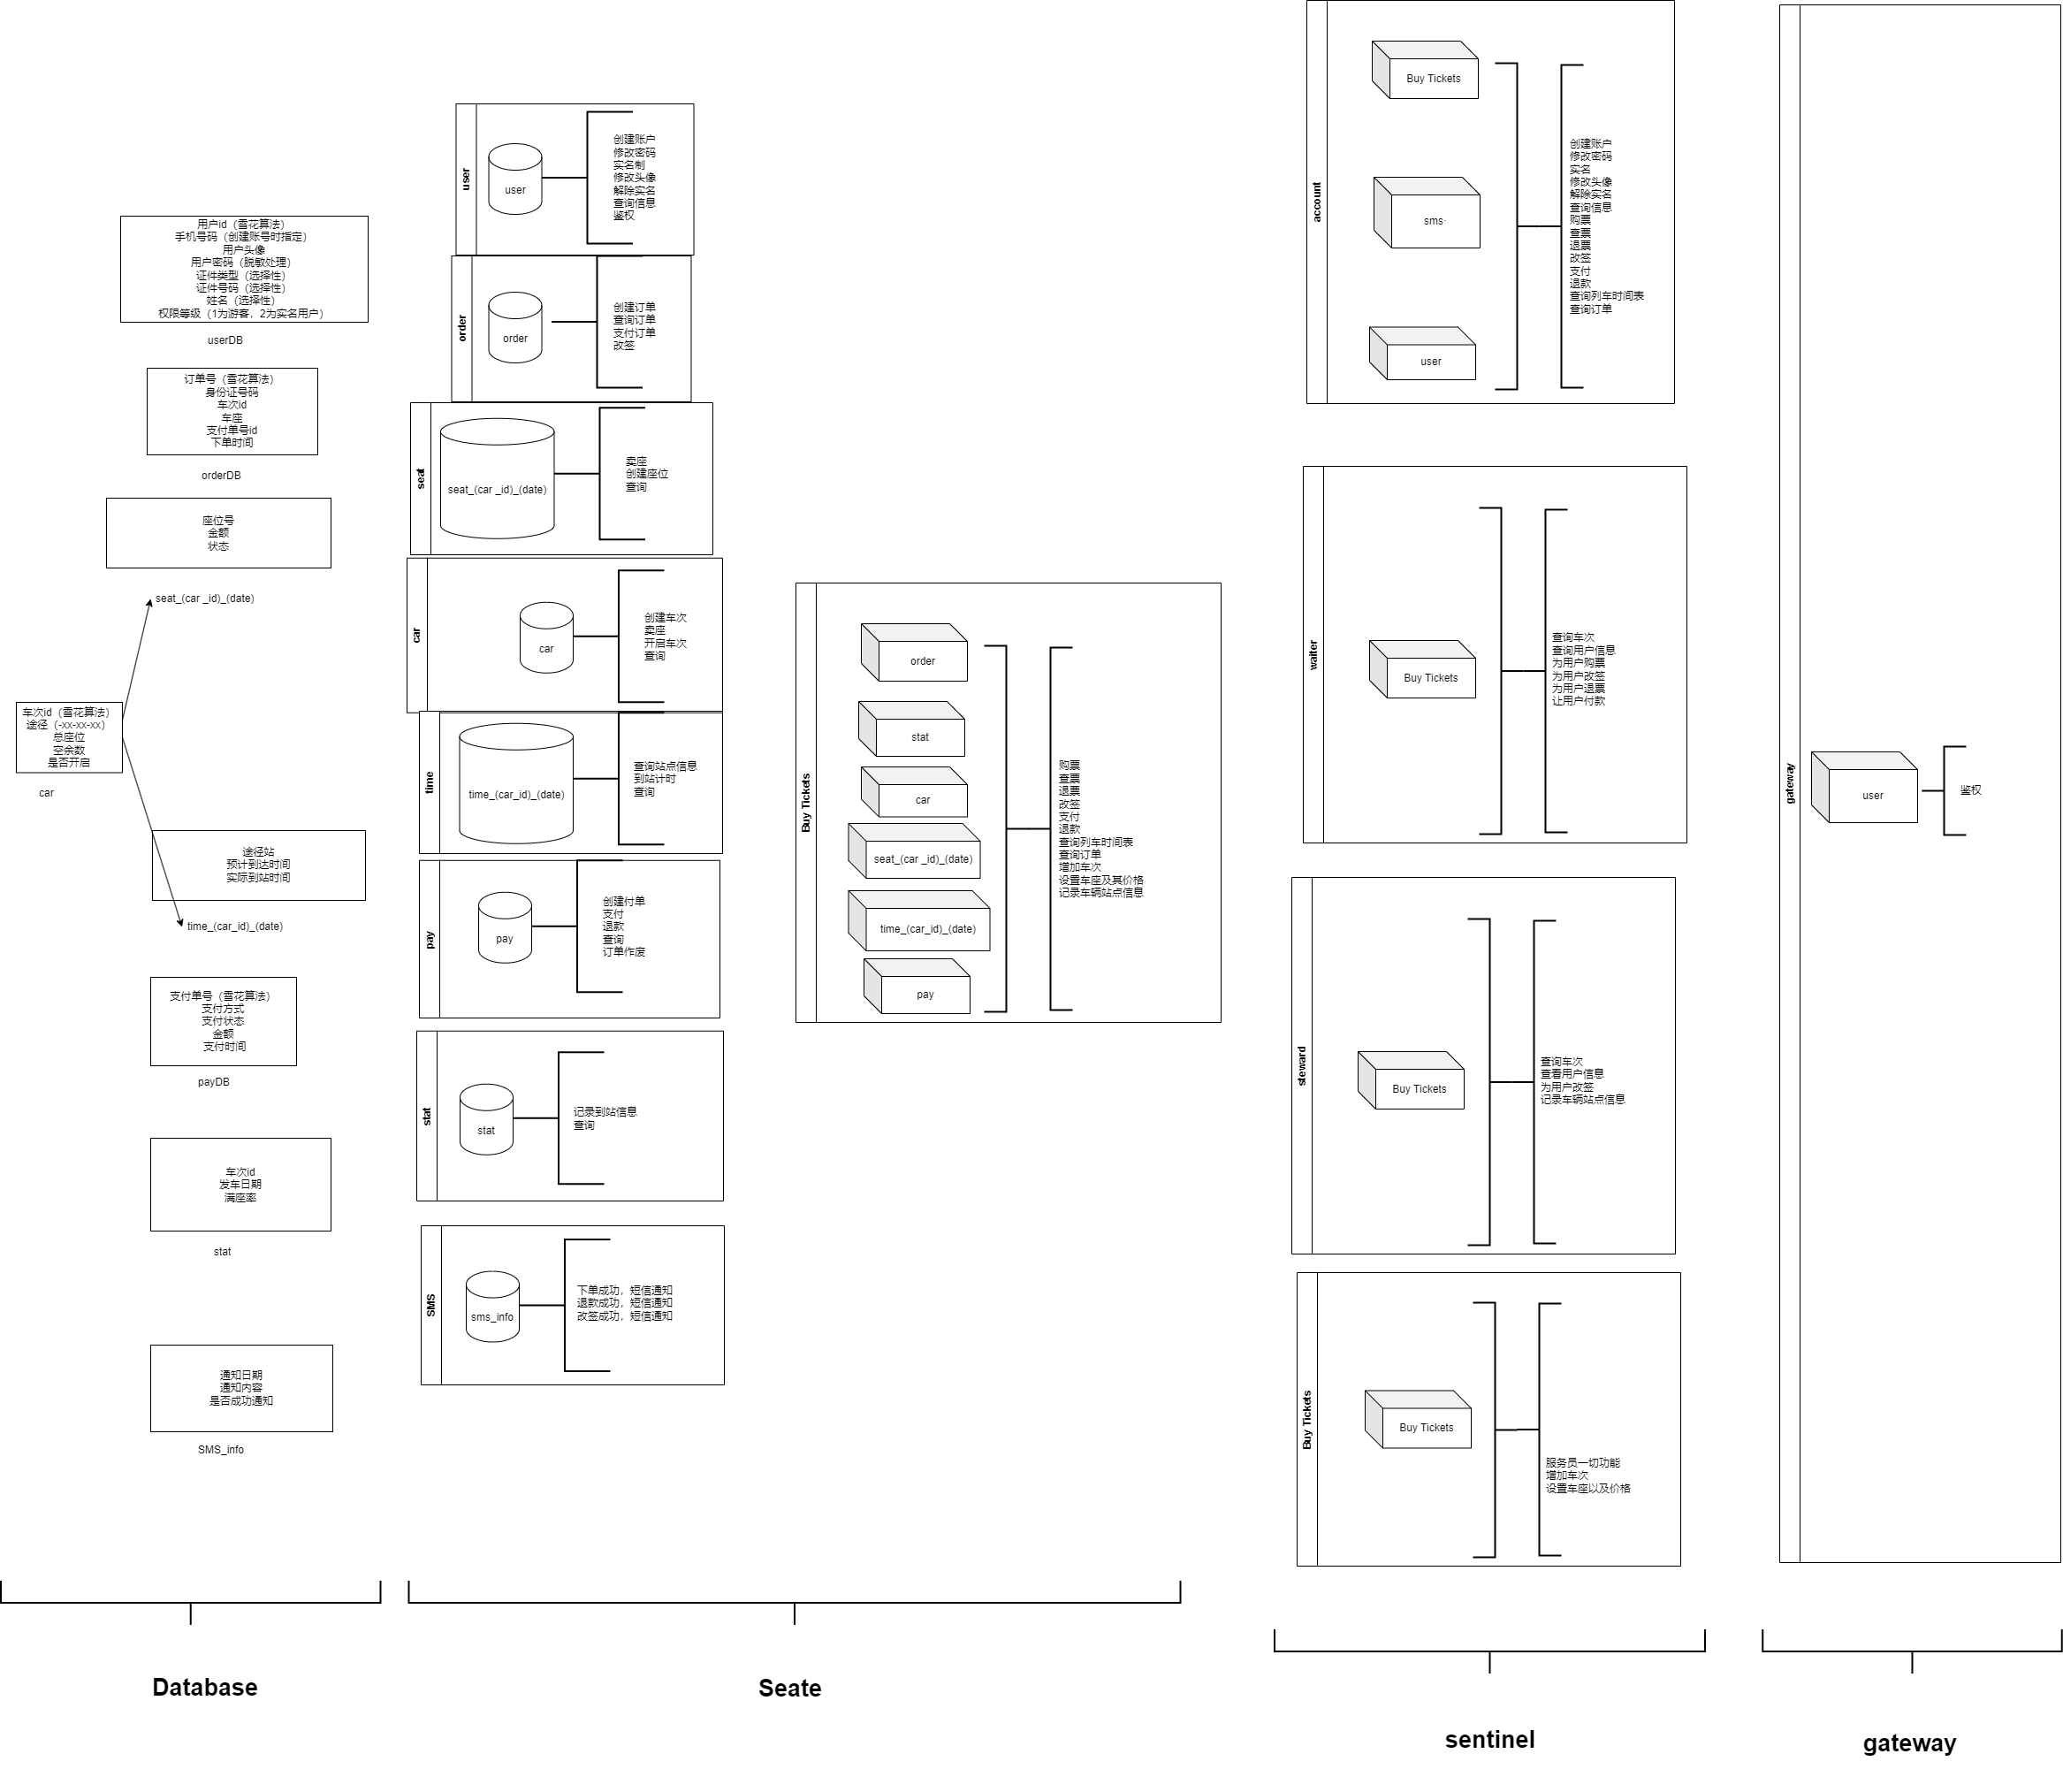 用户id（雪花算法）
手机号码（创建账号时指定）
用户头像
用户密码（脱敏处理）
证件类型（选择性）
证件号码（选择性）
姓名（选择性）
权限等级（1为游客，2为实名用户）
userDB
订单号（雪花算法）
身份证号码
车次id
车座
支付单号id
下单时间
orderDB
座位号
金额
状态
seat_(car _id)_(date)
车次id（雪花算法）
途径（-xx-xx-xx）
总座位
空余数
是否开启
car
途径站
预计到达时间
实际到站时间
time_(car_id)_(date)
支付单号（雪花算法）
支付方式
支付状态
金额
支付时间
payDB
车次id
发车日期
满座率
stat
通知日期
通知内容
是否成功通知
SMS_info
Database
user
user
创建账户
修改密码
实名制
修改头像
解除实名
查询信息
鉴权
order
order
创建订单
查询订单
支付订单
改签
seat
seat_(car _id)_(date)
卖座
创建座位
查询
car
car
创建车次
卖座
开启车次
查询
time
time_(car_id)_(date)
查询站点信息
到站计时
查询
pay
pay
创建付单
支付
退款
查询
订单作废
stat
stat
记录到站信息
查询
SMS
sms_info
下单成功，短信通知
退款成功，短信通知
改签成功，短信通知
Buy Tickets
order
stat
car
seat_(car _id)_(date)
time_(car_id)_(date)
pay
购票
查票
退票
改签
支付
退款
查询列车时间表
查询订单
增加车次
设置车座及其价格
记录车辆站点信息
Seate
account
Buy Tickets
sms·
user
创建账户
修改密码
实名
修改头像
解除实名
查询信息
购票
查票
退票
改签
支付
退款
查询列车时间表
查询订单
waiter
Buy Tickets
查询车次
查询用户信息
为用户购票
为用户改签
为用户退票
让用户付款
steward
Buy Tickets
查询车次
查看用户信息
为用户改签
记录车辆站点信息
Buy Tickets
Buy Tickets
服务员一切功能
增加车次
设置车座以及价格
sentinel
gateway
user
鉴权
gateway